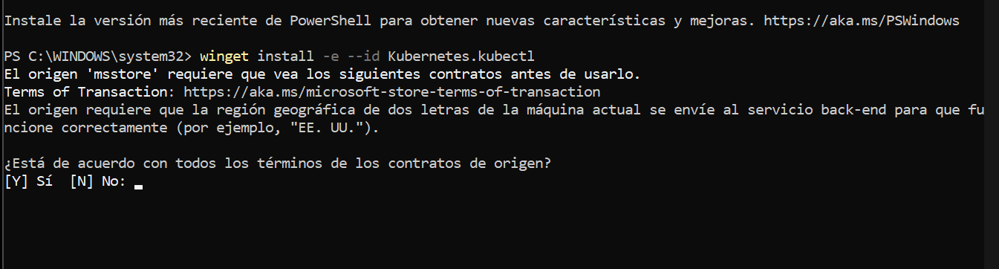 Instale la versión más reciente de PowerShell para obtener nuevas características y mejoras. https://aka.ms/PSWindows
PS C:\WINDOWS\system32> winget install -e --id Kubernetes.kubectl
El origen 'msstore' requiere que vea los siguientes contratos antes de usarlo.
Terms of Transaction: https://aka.ms/microsoft-store-terms-of-transaction
El origen requiere que la región geográfica de dos letras de la máquina actual se envíe al servicio back-end para que fu
ncione correctamente (por ejemplo, "EE. UU.").
¿Está de acuerdo con todos los términos de los contratos de origen?
[Y] Sí  [N] No: